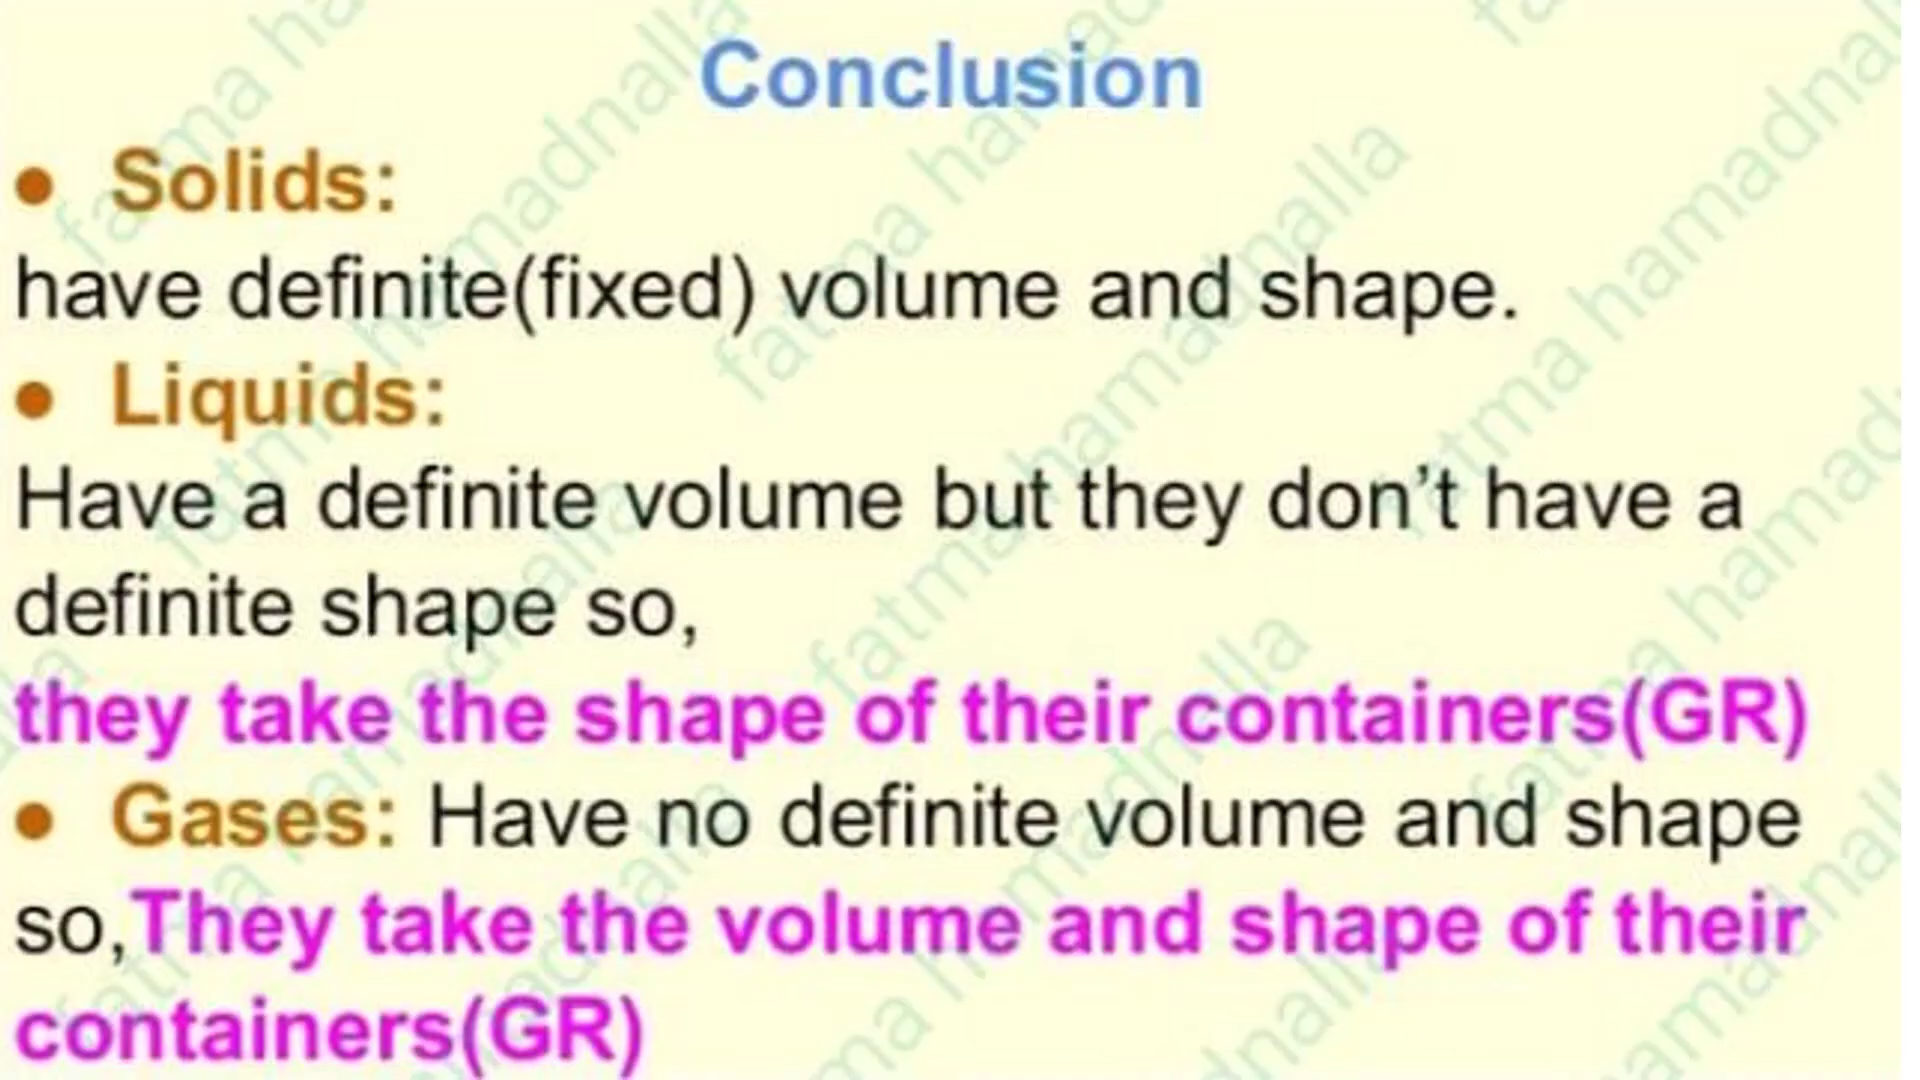 Conclusion
• Solids:
have definite(fixed) volume and shape.
• Liquids:
Have a definite volume but they don’t have a
definite shape so,
they take the shape of their containers(GR)
• Gases: Have no definite volume and shape
so,They take the volume and shape of their
containers(GR)
fatma hamadnalla